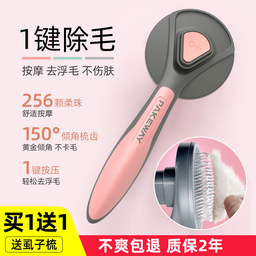 1键除毛
按摩 去浮毛 不伤肤
256颗柔珠
舒适按摩
150°倾角梳齿
黄金倾角 不卡毛
1键按压
轻松去浮毛
PAKEWAY
买1送1
送虱子梳
不爽包退 质保2年